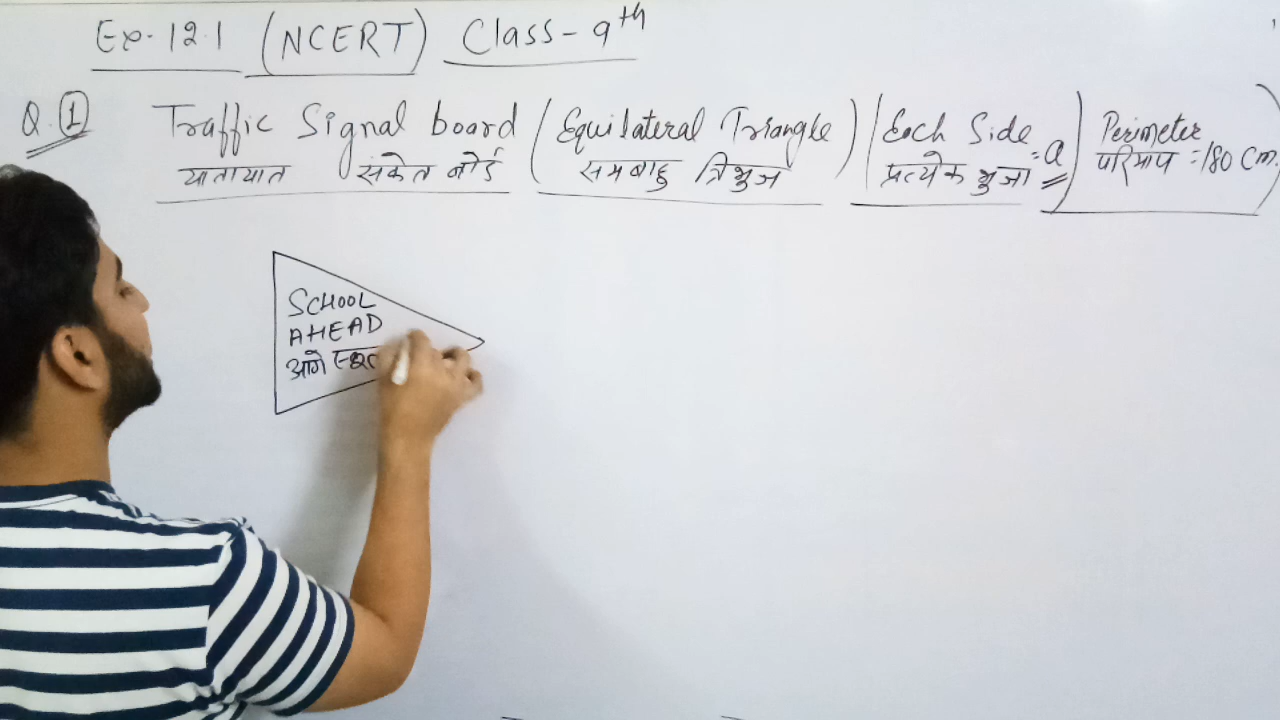 Ex-12.1 (NCERT) Class-9th
Q.1 Traffic Signal board (Equilateral Triangle) (Each Side = a) (Perimeter = 180 cm)
यातायात संकेत बोर्ड समबाहु त्रिभुज प्रत्येक भुजा परिमाप
SCHOOL
AHEAD
आगे